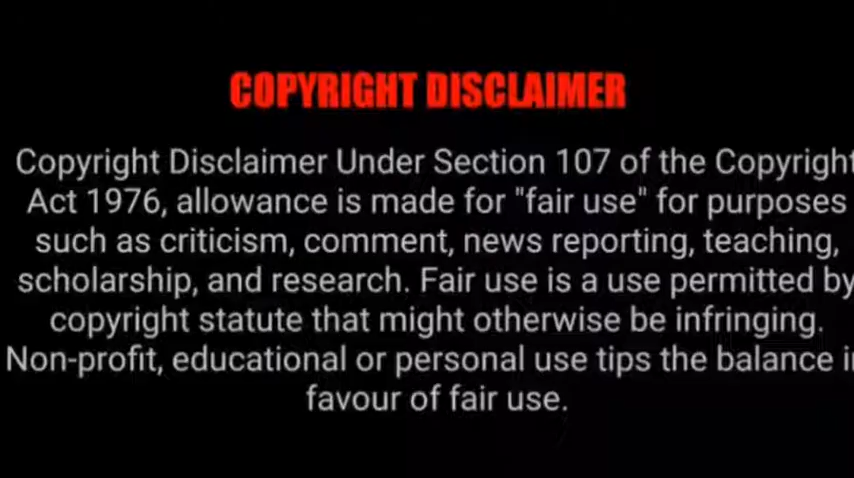 COPYRIGHT DISCLAIMER
Copyright Disclaimer Under Section 107 of the Copyright
Act 1976, allowance is made for "fair use" for purposes
such as criticism, comment, news reporting, teaching,
scholarship, and research. Fair use is a use permitted by
copyright statute that might otherwise be infringing.
Non-profit, educational or personal use tips the balance in
favour of fair use.